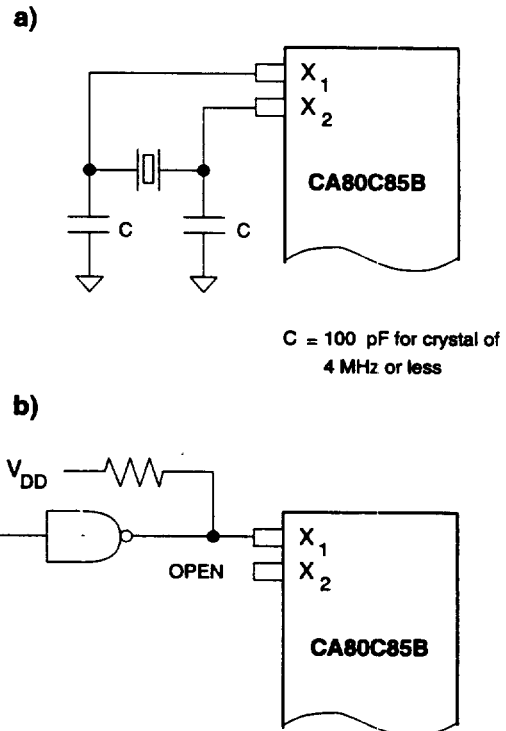 a)
X1
X2
CA80C85B
C
C
C = 100 pF for crystal of
4 MHz or less
b)
VDD
X1
OPEN
X2
CA80C85B